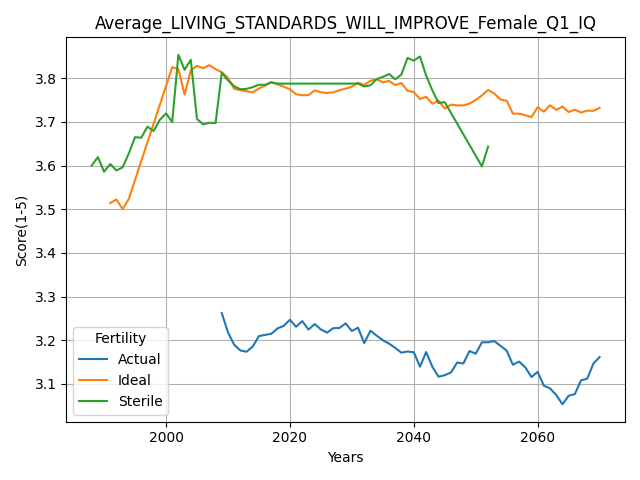 Average_LIVING_STANDARDS_WILL_IMPROVE_Female_Q1_IQ
Score(1-5)
3.8
3.7
3.6
3.5
3.4
3.3
3.2
3.1
Fertility
Actual
Ideal
Sterile
2000 2020 2040 2060
Years